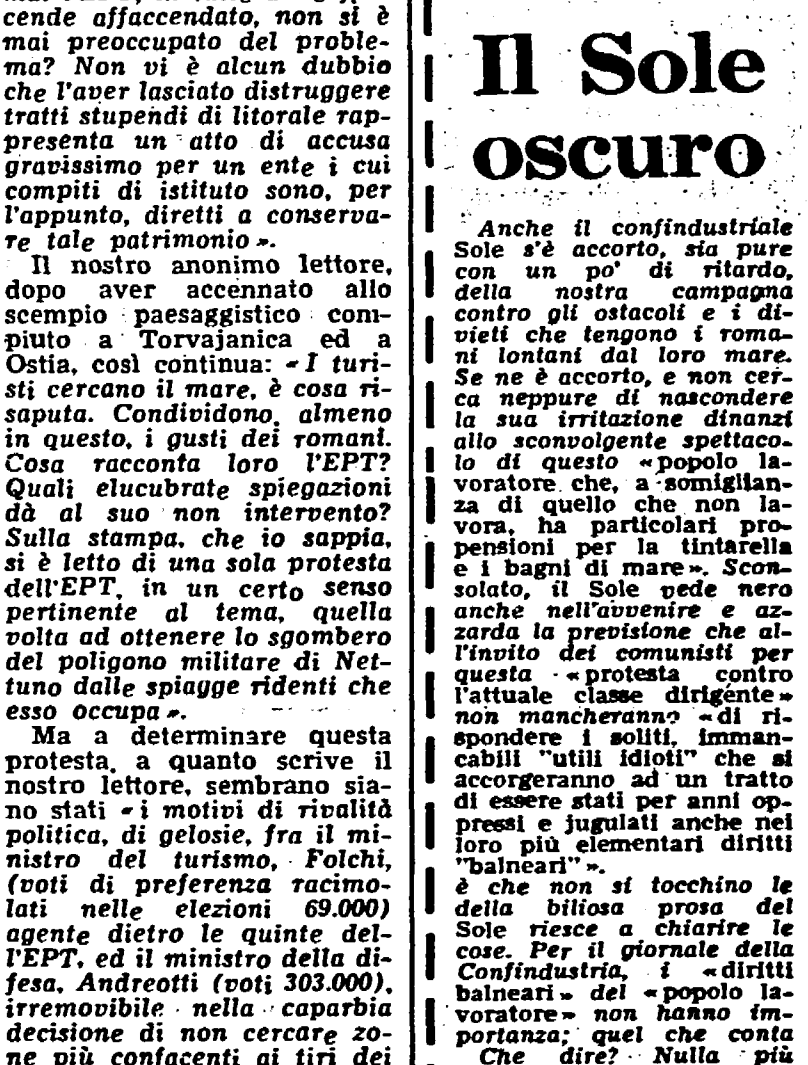 cende affaccendato, non si è
mai preoccupato del proble-
ma? Non vi è alcun dubbio
che l'aver lasciato distruggere
tratti stupendi di litorale rap-
presenta un atto di accusa
gravissimo per un ente i cui
compiti di istituto sono, per
l'appunto, diretti a conserva-
re tale patrimonio».
Il nostro anonimo lettore,
dopo aver accennato allo
scempio paesaggistico com-
piuto a Torvajanica ed a
Ostia, così continua: «I turi-
sti cercano il mare, è cosa ri-
saputa. Condividono, almeno
in questo, i gusti dei romani.
Cosa racconta loro l'EPT?
Quali elucubrate spiegazioni
dà al suo non intervento?
Sulla stampa, che io sappia,
si è letto di una sola protesta
dell'EPT, in un certo senso
pertinente al tema, quella
volta ad ottenere lo sgombero
del poligono militare di Net-
tuno dalle spiagge ridenti che
esso occupa».
Ma a determinare questa
protesta, a quanto scrive il
nostro lettore, sembrano sia-
no stati «i motivi di rivalità
politica, di gelosie, fra il mi-
nistro del turismo, Folchi,
(voti di preferenza racimo-
lati nelle elezioni 69.000)
agente dietro le quinte del-
l'EPT, ed il ministro della di-
fesa, Andreotti (voti 303.000),
irremovibile nella caparbia
decisione di non cercare zo-
ne più confacenti ai tiri dei
Il Sole
oscuro
Anche il confindustriale
Sole s'è accorto, sia pure
con un po' di ritardo,
della nostra campagna
contro gli ostacoli e i di-
vieti che tengono i roma-
ni lontani dal loro mare.
Se ne è accorto, e non cer-
ca neppure di nascondere
la sua irritazione dinanzi
allo sconvolgente spettaco-
lo di questo «popolo la-
voratore che, a somiglian-
za di quello che non la-
vora, ha particolari pro-
pensioni per la tintarella
e i bagni di mare». Scon-
solato, il Sole vede nero
anche nell'avvenire e az-
zarda la previsione che al-
l'invito dei comunisti per
questa «protesta contro
l'attuale classe dirigente»
non mancheranno «di ri-
spondere i soliti, imman-
cabili "utili idioti" che si
accorgeranno ad un tratto
di essere stati per anni op-
pressi e jugulati anche nei
loro più elementari diritti
"balneari"».
è che non si tocchino le
della biliosa prosa del
Sole riesce a chiarire le
cose. Per il giornale della
Confindustria, i «diritti
balneari» del «popolo la-
voratore» non hanno im-
portanza; quel che conta
Che dire? Nulla più